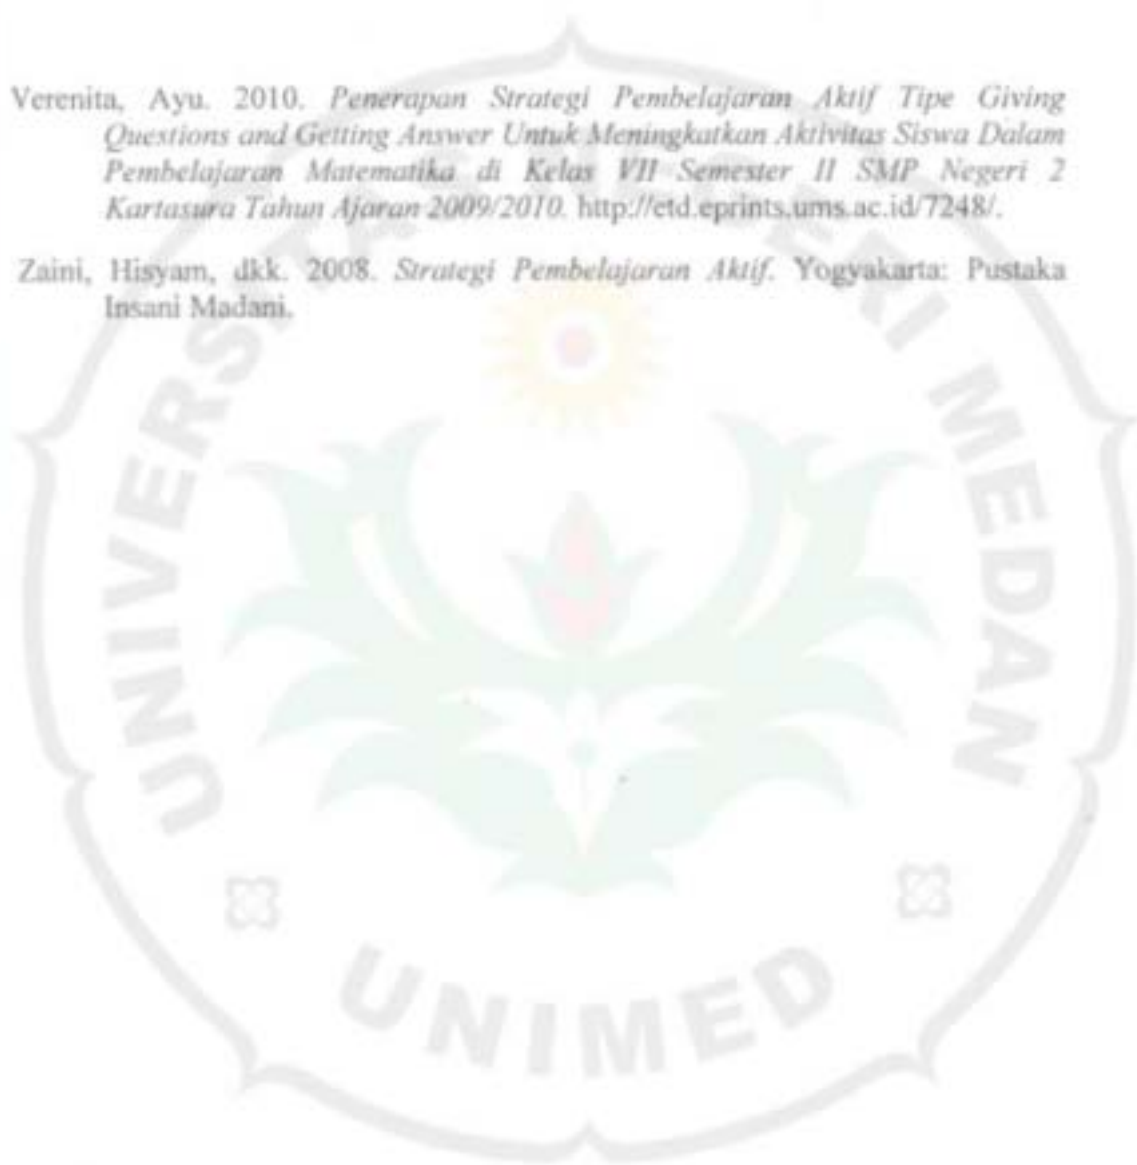 Verenita, Ayu. 2010. Penerapan Strategi Pembelajaran Aktif Tipe Giving
Questions and Getting Answer Untuk Meningkatkan Aktivitas Siswa Dalam
Pembelajaran Matematika di Kelas VII Semester II SMP Negeri 2
Kartasura Tahun Ajaran 2009/2010. http://etd.eprints.ums.ac.id/7248/.
Zaini, Hisyam, dkk. 2008. Strategi Pembelajaran Aktif. Yogyakarta: Pustaka
Insani Madani.
UNIVERSITAS NEGERI MEDAN
UNIMED